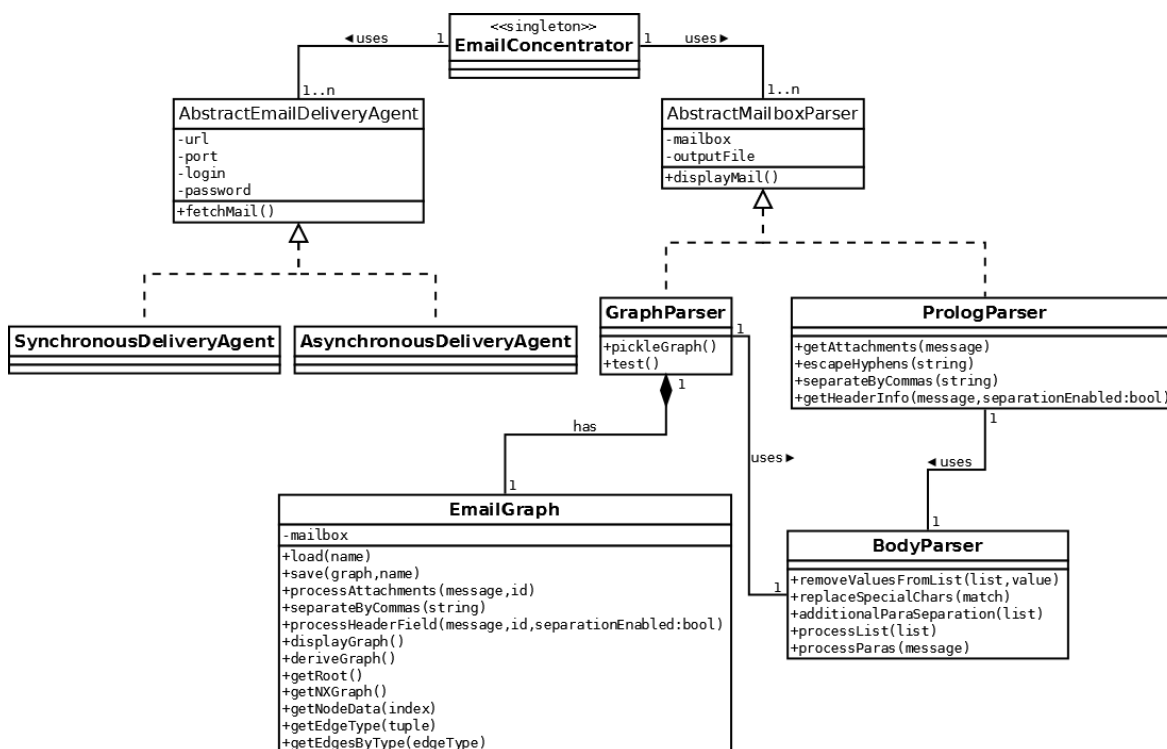 <<singleton>>
EmailConcentrator
◄uses
1
1
uses►
1..n
1..n
AbstractEmailDeliveryAgent
-url
-port
-login
-password
+fetchMail()
AbstractMailboxParser
-mailbox
-outputFile
+displayMail()
SynchronousDeliveryAgent
AsynchronousDeliveryAgent
GraphParser
+pickleGraph()
+test()
1
1
PrologParser
+getAttachments(message)
+escapeHyphens(string)
+separateByCommas(string)
+getHeaderInfo(message,separationEnabled:bool)
1
has
uses►
◄uses
1
1
1
EmailGraph
-mailbox
+load(name)
+save(graph,name)
+processAttachments(message,id)
+separateByCommas(string)
+processHeaderField(message,id,separationEnabled:bool)
+displayGraph()
+deriveGraph()
+getRoot()
+getNXGraph()
+getNodeData(index)
+getEdgeType(tuple)
+getEdgesByType(edgeType)
BodyParser
+removeValuesFromList(list,value)
+replaceSpecialChars(match)
+additionalParaSeparation(list)
+processList(list)
+processParas(message)